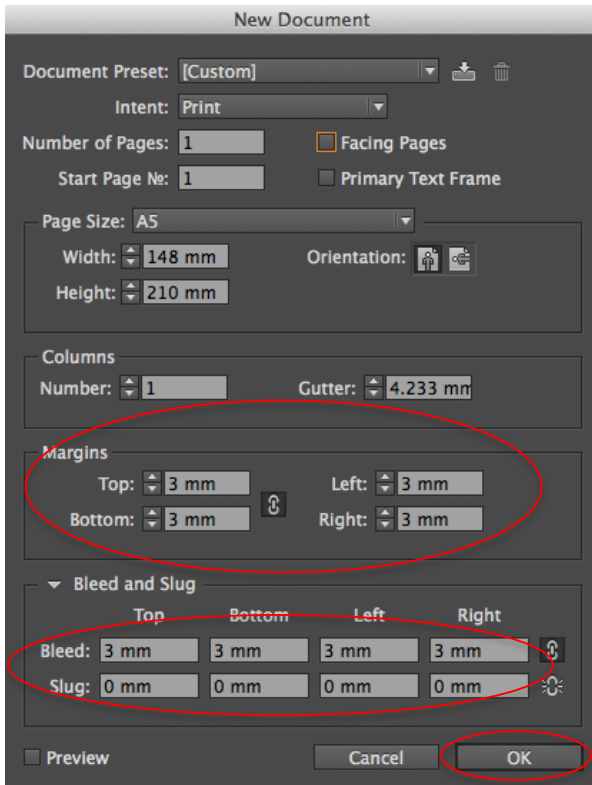 New Document
Document Preset: [Custom]
Intent: Print
Number of Pages: 1 Facing Pages
Start Page №: 1 Primary Text Frame
Page Size: A5
Width: 148 mm Orientation:
Height: 210 mm
Columns
Number: 1 Gutter: 4.233 mm
Margins
Top: 3 mm Left: 3 mm
Bottom: 3 mm Right: 3 mm
Bleed and Slug
Top Bottom Left Right
Bleed: 3 mm 3 mm 3 mm 3 mm
Slug: 0 mm 0 mm 0 mm 0 mm
Preview Cancel OK